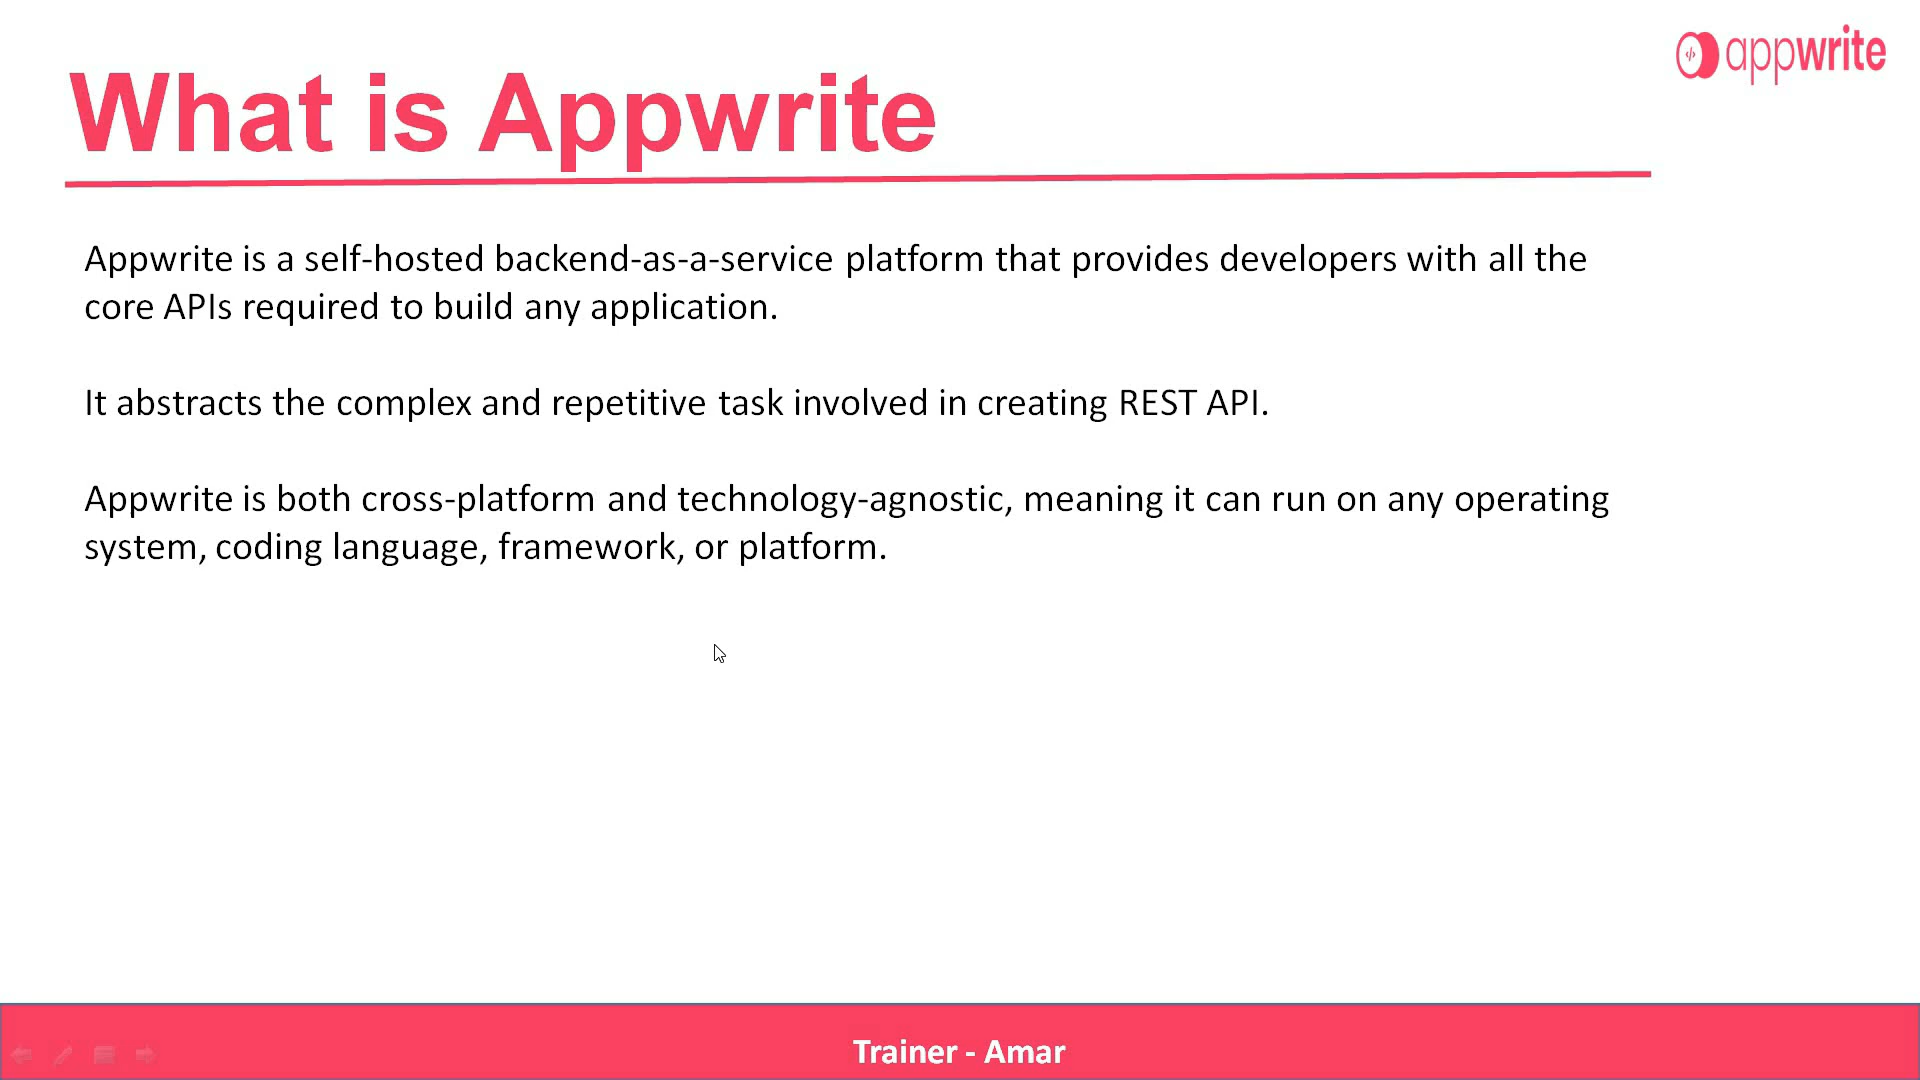 appwrite
What is Appwrite
Appwrite is a self-hosted backend-as-a-service platform that provides developers with all the
core APIs required to build any application.
It abstracts the complex and repetitive task involved in creating REST API.
Appwrite is both cross-platform and technology-agnostic, meaning it can run on any operating
system, coding language, framework, or platform.
Trainer - Amar